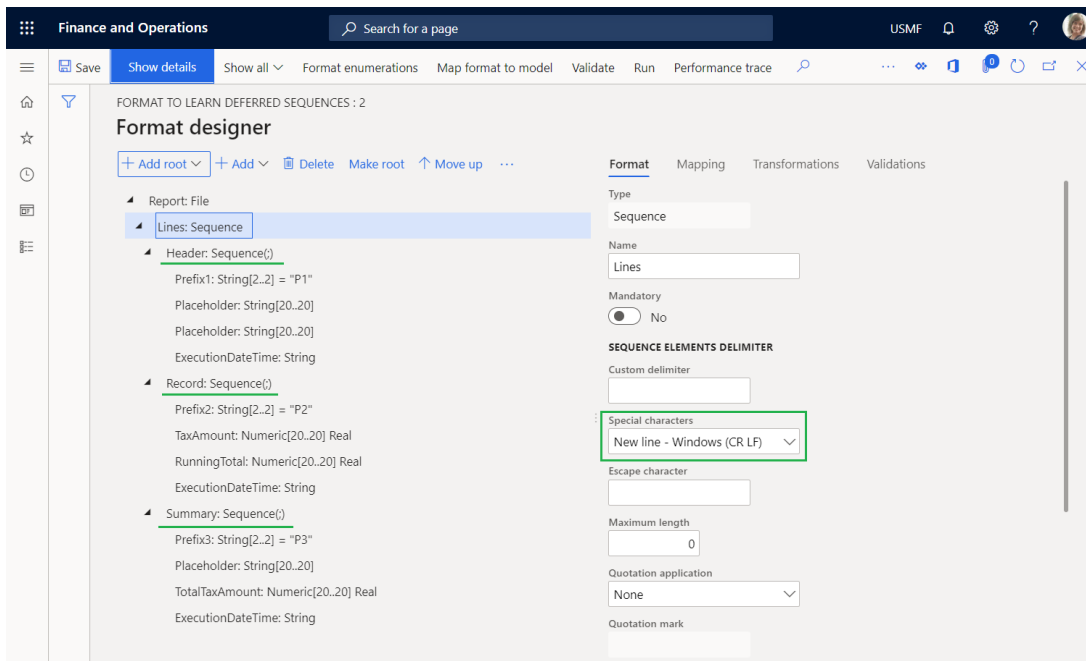 Finance and Operations
Search for a page
USMF
?
Save
Show details
Show all
Format enumerations
Map format to model
Validate
Run
Performance trace
...
0
FORMAT TO LEARN DEFERRED SEQUENCES : 2
Format designer
+ Add root
+ Add
Delete
Make root
Move up
...
Report: File
Lines: Sequence
Header: Sequence(;)
Prefix1: String[2..2] = "P1"
Placeholder: String[20..20]
Placeholder: String[20..20]
ExecutionDateTime: String
Record: Sequence(;)
Prefix2: String[2..2] = "P2"
TaxAmount: Numeric[20..20] Real
RunningTotal: Numeric[20..20] Real
ExecutionDateTime: String
Summary: Sequence(;)
Prefix3: String[2..2] = "P3"
Placeholder: String[20..20]
TotalTaxAmount: Numeric[20..20] Real
ExecutionDateTime: String
Format
Mapping
Transformations
Validations
Type
Sequence
Name
Lines
Mandatory
No
SEQUENCE ELEMENTS DELIMITER
Custom delimiter
Special characters
New line - Windows (CR LF)
Escape character
Maximum length
0
Quotation application
None
Quotation mark